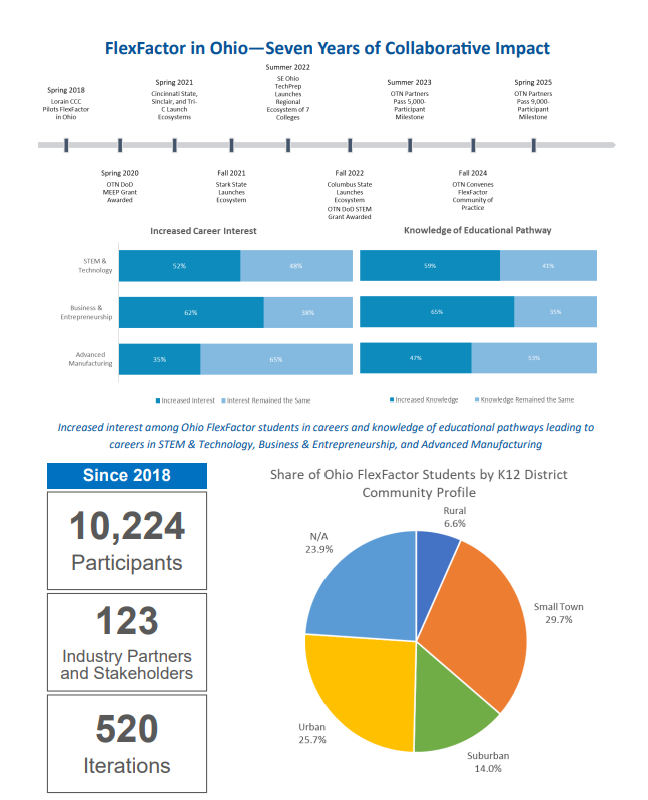 FlexFactor in Ohio—Seven Years of Collaborative Impact
Spring 2018
Lorain CCC
Pilots FlexFactor
in Ohio
Spring 2020
OTN DoD
MEEP Grant
Awarded
Spring 2021
Cincinnati State,
Sinclair, and Tri-
C Launch
Ecosystems
Fall 2021
Stark State
Launches
Ecosystem
Summer 2022
SE Ohio
TechPrep
Launches
Regional
Ecosystem of 7
Colleges
Fall 2022
Columbus State
Launches
Ecosystem
OTN DoD STEM
Grant Awarded
Summer 2023
OTN Partners
Pass 5,000-
Participant
Milestone
Fall 2024
OTN Convenes
FlexFactor
Community of
Practice
Spring 2025
OTN Partners
Pass 9,000-
Participant
Milestone
Increased Career Interest
STEM &
Technology
52%
48%
Business &
Entrepreneurship
62%
38%
Advanced
Manufacturing
35%
65%
Increased Interest
Interest Remained the Same
Knowledge of Educational Pathway
59%
41%
65%
35%
47%
53%
Increased Knowledge
Knowledge Remained the Same
Increased interest among Ohio FlexFactor students in careers and knowledge of educational pathways leading to
careers in STEM & Technology, Business & Entrepreneurship, and Advanced Manufacturing
Since 2018
10,224
Participants
123
Industry Partners
and Stakeholders
520
Iterations
Share of Ohio FlexFactor Students by K12 District
Community Profile
Rural
6.6%
Small Town
29.7%
Suburban
14.0%
Urban
25.7%
N/A
23.9%